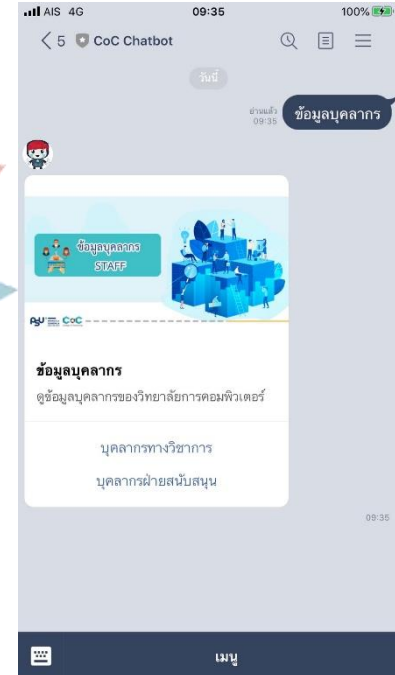 AIS 4G 09:35 100%
5 CoC Chatbot
วันนี้
ข้อมูลบุคลากร
อ่านแล้ว
09:35
ข้อมูลบุคลากร
STAFF
PSU CoC
ข้อมูลบุคลากร
ดูข้อมูลบุคลากรของวิทยาลัยการคอมพิวเตอร์
บุคลากรทางวิชาการ
บุคลากรฝ่ายสนับสนุน
09:35
เมนู